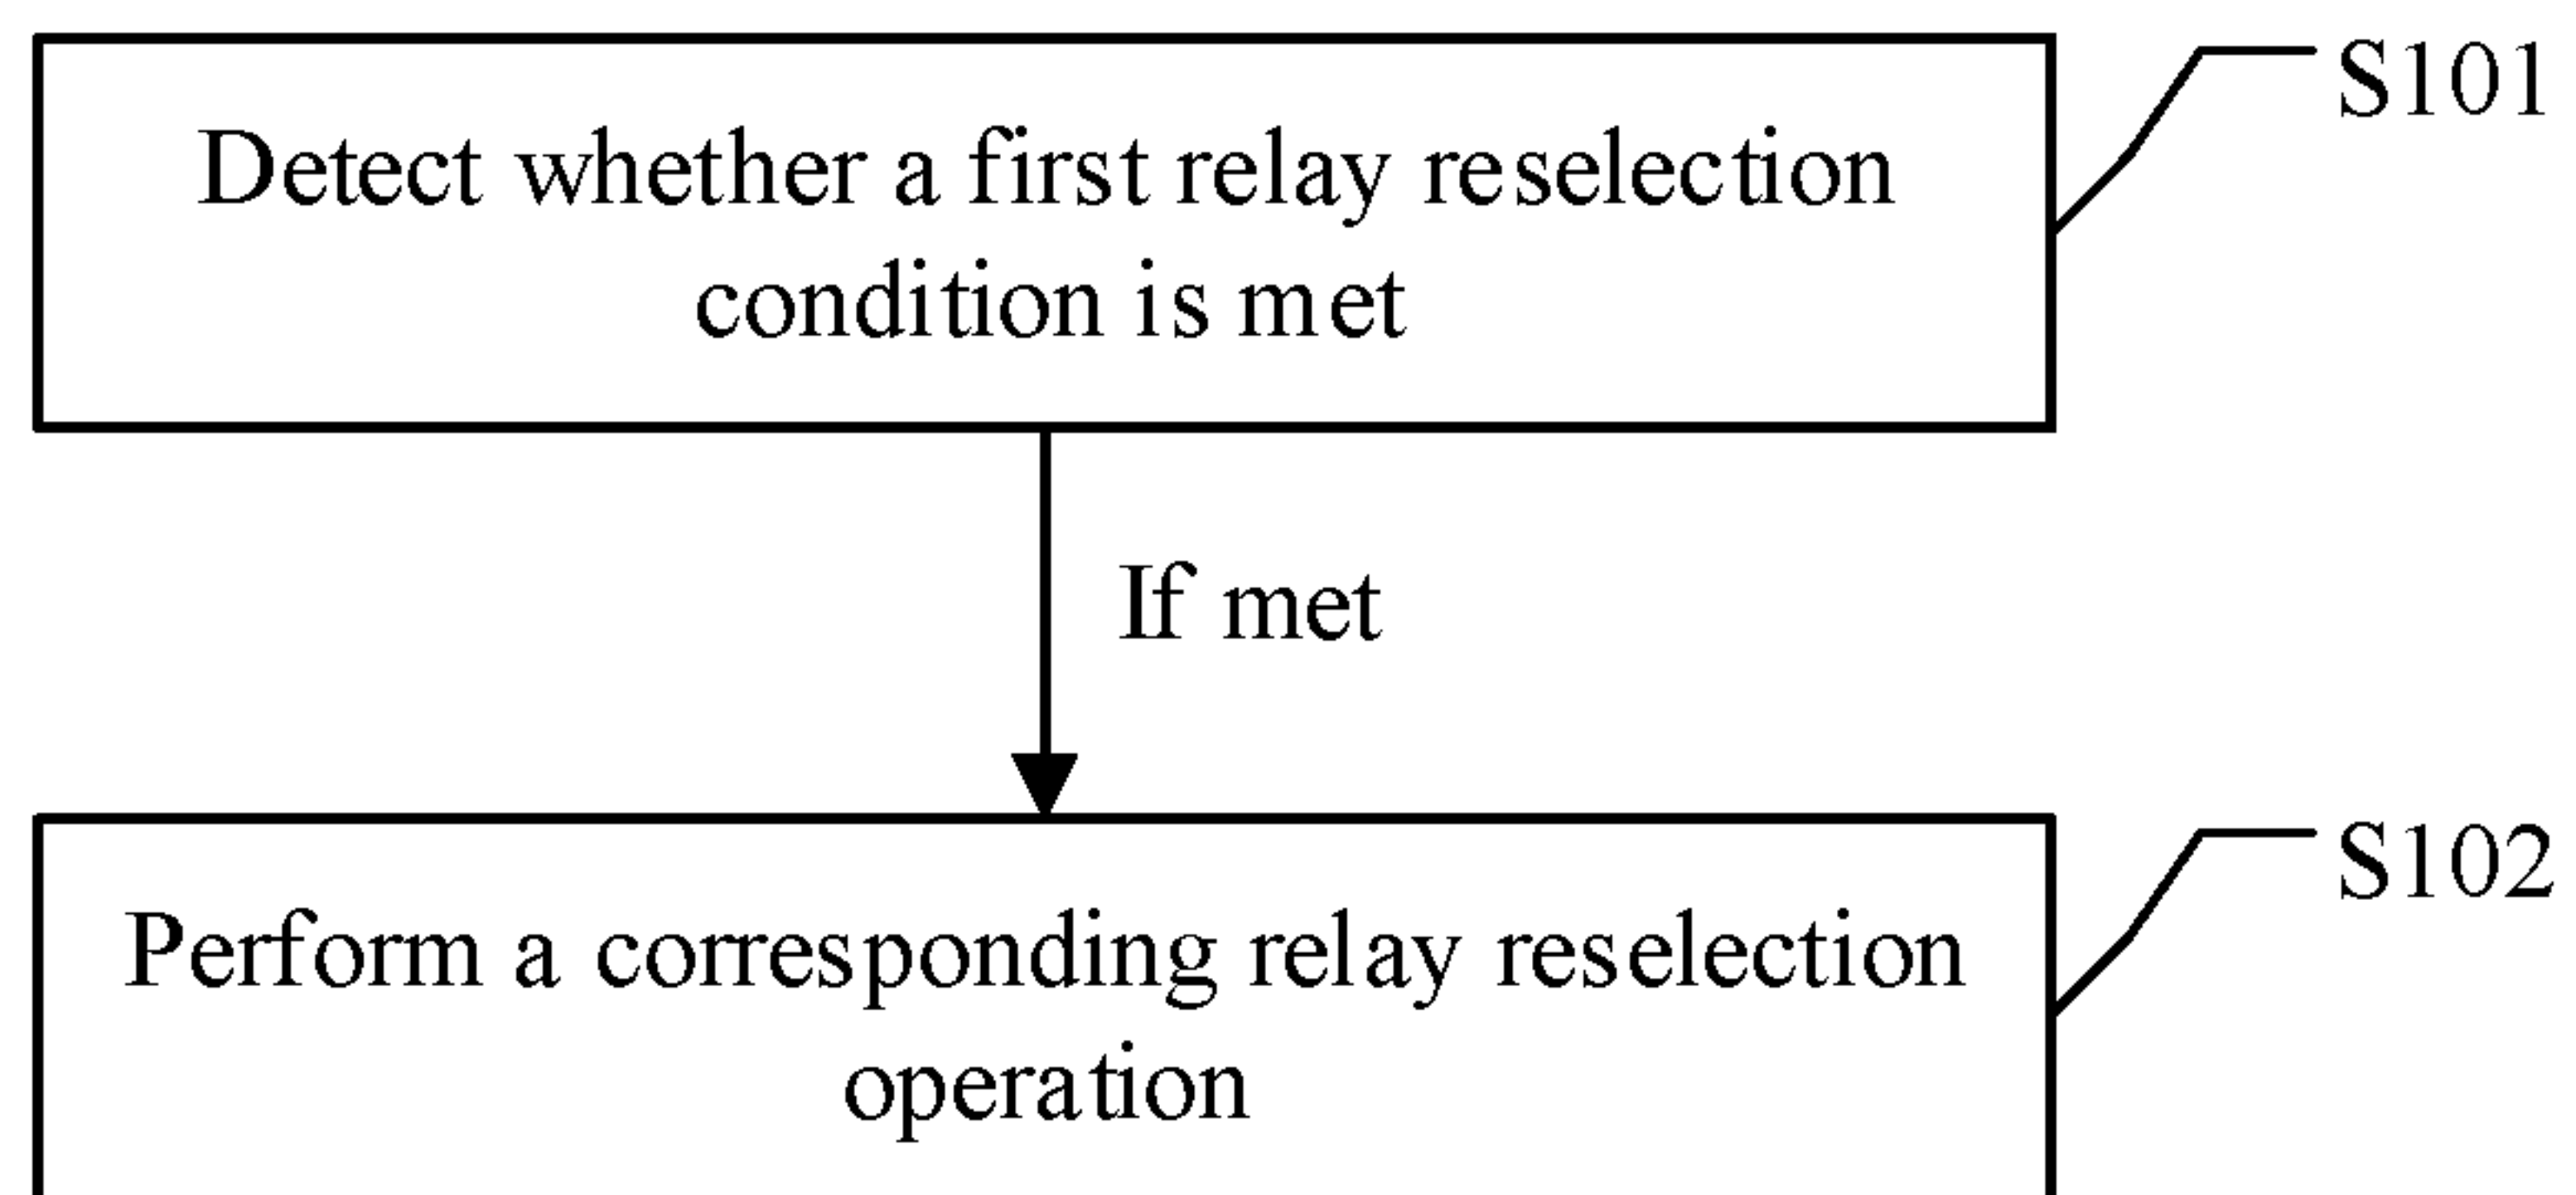 S101
Detect whether a first relay reselection
condition is met
If met
S102
Perform a corresponding relay reselection
operation